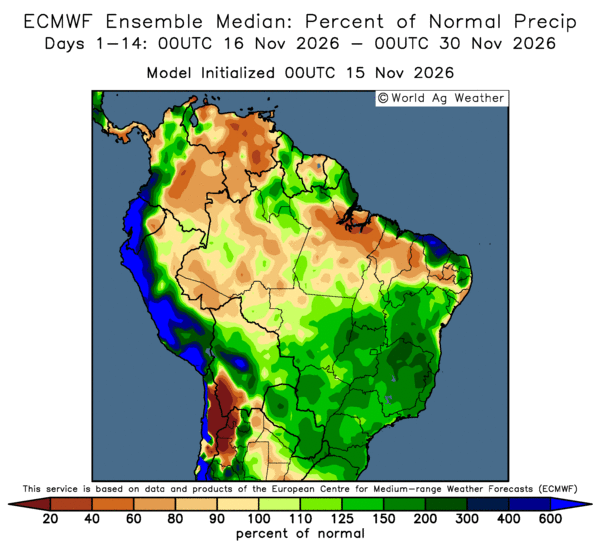 ECMWF Ensemble Median: Percent of Normal Precip
Days 1–14: 00UTC 16 Nov 2026 – 00UTC 30 Nov 2026
Model Initialized 00UTC 15 Nov 2026
© World Ag Weather
This service is based on data and products of the European Centre for Medium-range Weather Forecasts (ECMWF)
20 40 60 80 90 100 110 125 150 200 300 400 600
percent of normal